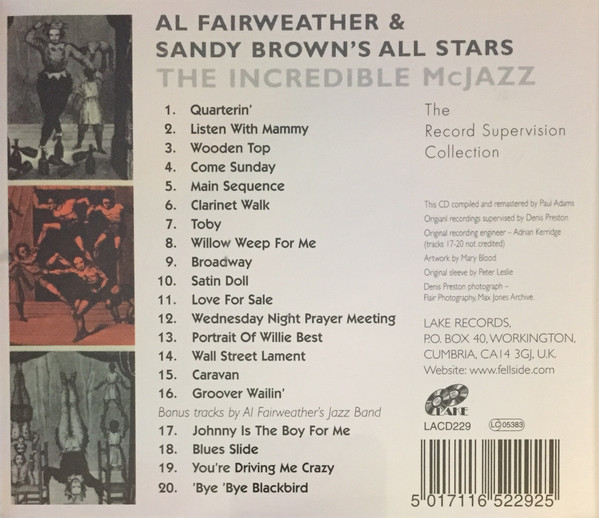 AL FAIRWEATHER &
SANDY BROWN'S ALL STARS
THE INCREDIBLE McJAZZ
1. Quarterin'
2. Listen With Mammy
3. Wooden Top
4. Come Sunday
5. Main Sequence
6. Clarinet Walk
7. Toby
8. Willow Weep For Me
9. Broadway
10. Satin Doll
11. Love For Sale
12. Wednesday Night Prayer Meeting
13. Portrait Of Willie Best
14. Wall Street Lament
15. Caravan
16. Groover Wailin'
Bonus tracks by Al Fairweather's Jazz Band
17. Johnny Is The Boy For Me
18. Blues Slide
19. You're Driving Me Crazy
20. 'Bye 'Bye Blackbird
The
Record Supervision
Collection
This CD compiled and remastered by Paul Adams
Origianl recordings supervised by Denis Preston
Original recording engineer – Adrian Kerridge
(tracks 17-20 not credited)
Artwork by Mary Blood
Original sleeve by Peter Leslie
Denis Preston photograph –
Flair Photography, Max Jones Archive.
LAKE RECORDS,
P.O. BOX 40, WORKINGTON,
CUMBRIA, CA14 3GJ, U.K.
Website: www.fellside.com
LAKE
LACD229
LC 05383
5 017116 522925